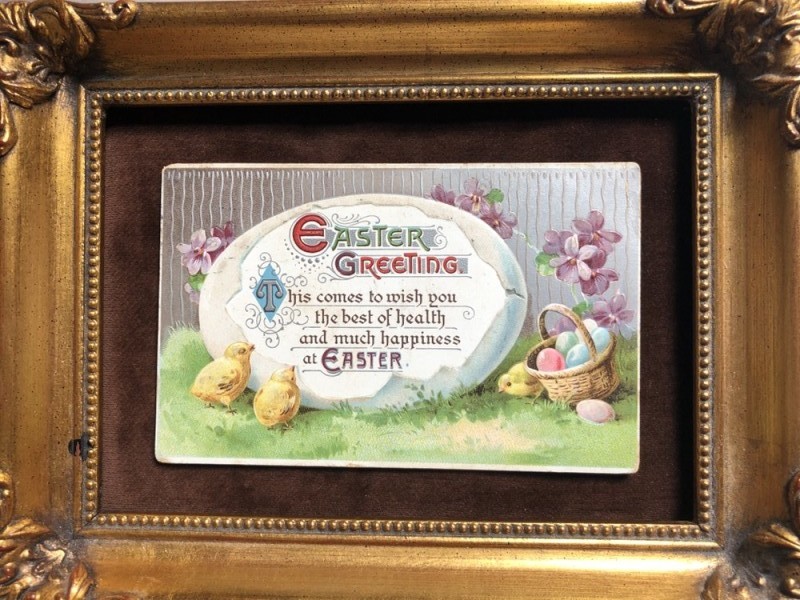 EASTER
GREETING.
This comes to wish you
the best of health
and much happiness
at EASTER.